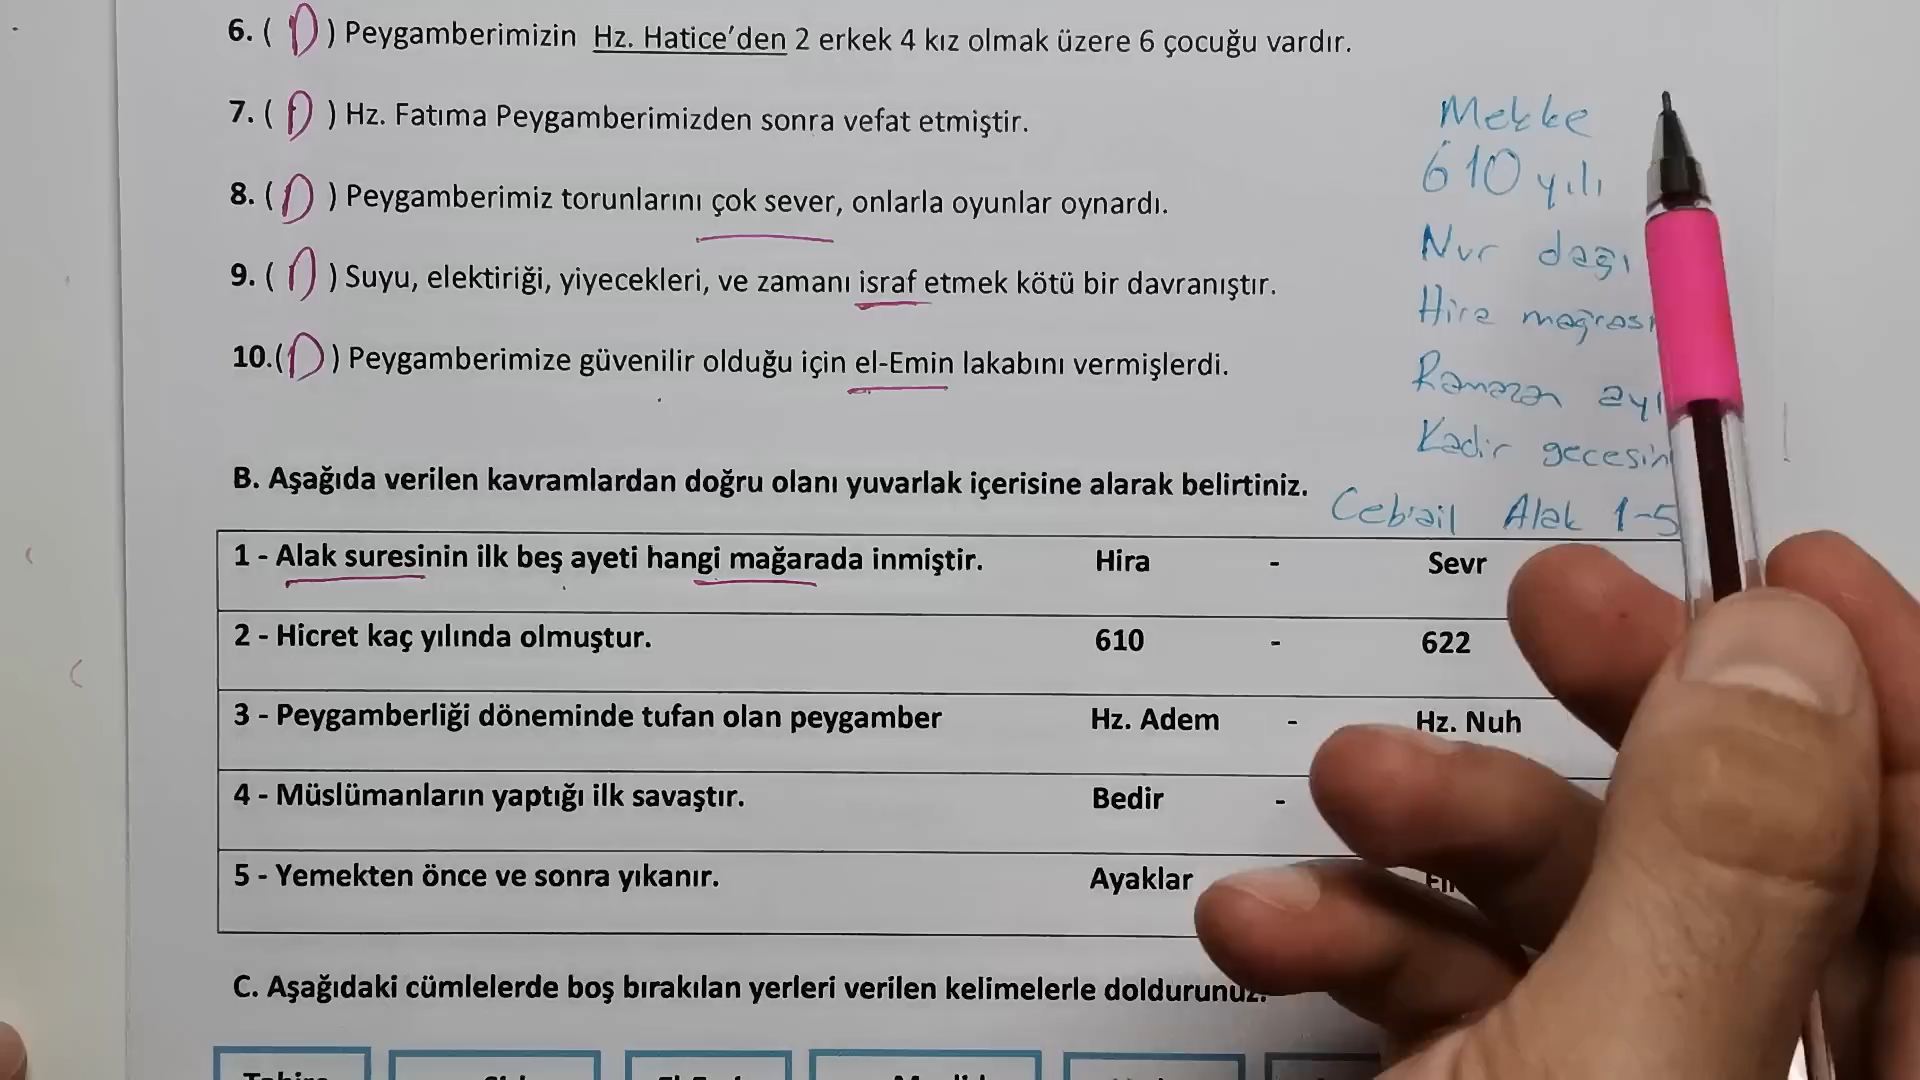 6. ( D ) Peygamberimizin Hz. Hatice’den 2 erkek 4 kız olmak üzere 6 çocuğu vardır.
7. ( D ) Hz. Fatıma Peygamberimizden sonra vefat etmiştir.
8. ( D ) Peygamberimiz torunlarını çok sever, onlarla oyunlar oynardı.
9. ( D ) Suyu, elektiriği, yiyecekleri, ve zamanı israf etmek kötü bir davranıştır.
10.( D ) Peygamberimize güvenilir olduğu için el-Emin lakabını vermişlerdi.
Mekke
610 yılı
Nur dağı
Hira mağrası
Ramazan ayı
Kadir gecesin
Cebrail Alak 1-5
B. Aşağıda verilen kavramlardan doğru olanı yuvarlak içerisine alarak belirtiniz.
1 - Alak suresinin ilk beş ayeti hangi mağarada inmiştir. Hira - Sevr
2 - Hicret kaç yılında olmuştur. 610 - 622
3 - Peygamberliği döneminde tufan olan peygamber Hz. Adem - Hz. Nuh
4 - Müslümanların yaptığı ilk savaştır. Bedir -
5 - Yemekten önce ve sonra yıkanır. Ayaklar
C. Aşağıdaki cümlelerde boş bırakılan yerleri verilen kelimelerle doldurunuz.